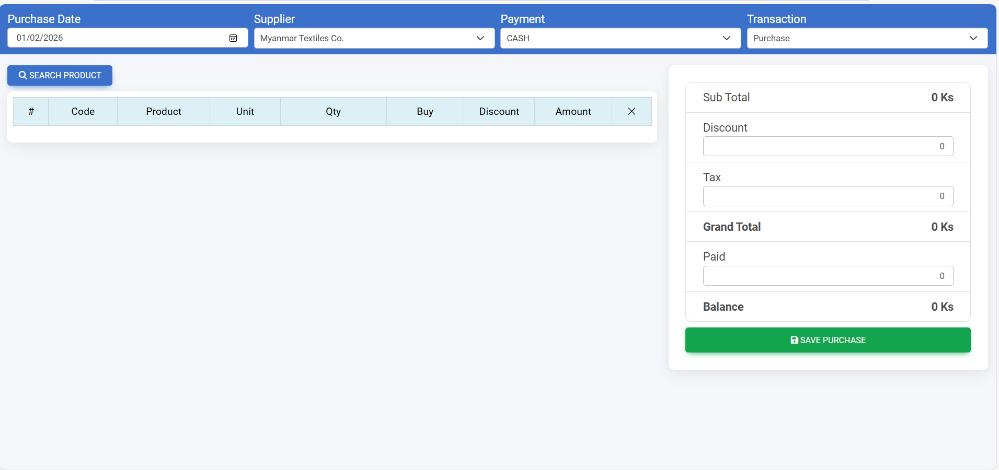 Purchase Date Supplier Payment Transaction
01/02/2026 Myanmar Textiles Co. CASH Purchase
SEARCH PRODUCT
# Code Product Unit Qty Buy Discount Amount
Sub Total 0 Ks
Discount
0
Tax
0
Grand Total 0 Ks
Paid
0
Balance 0 Ks
SAVE PURCHASE